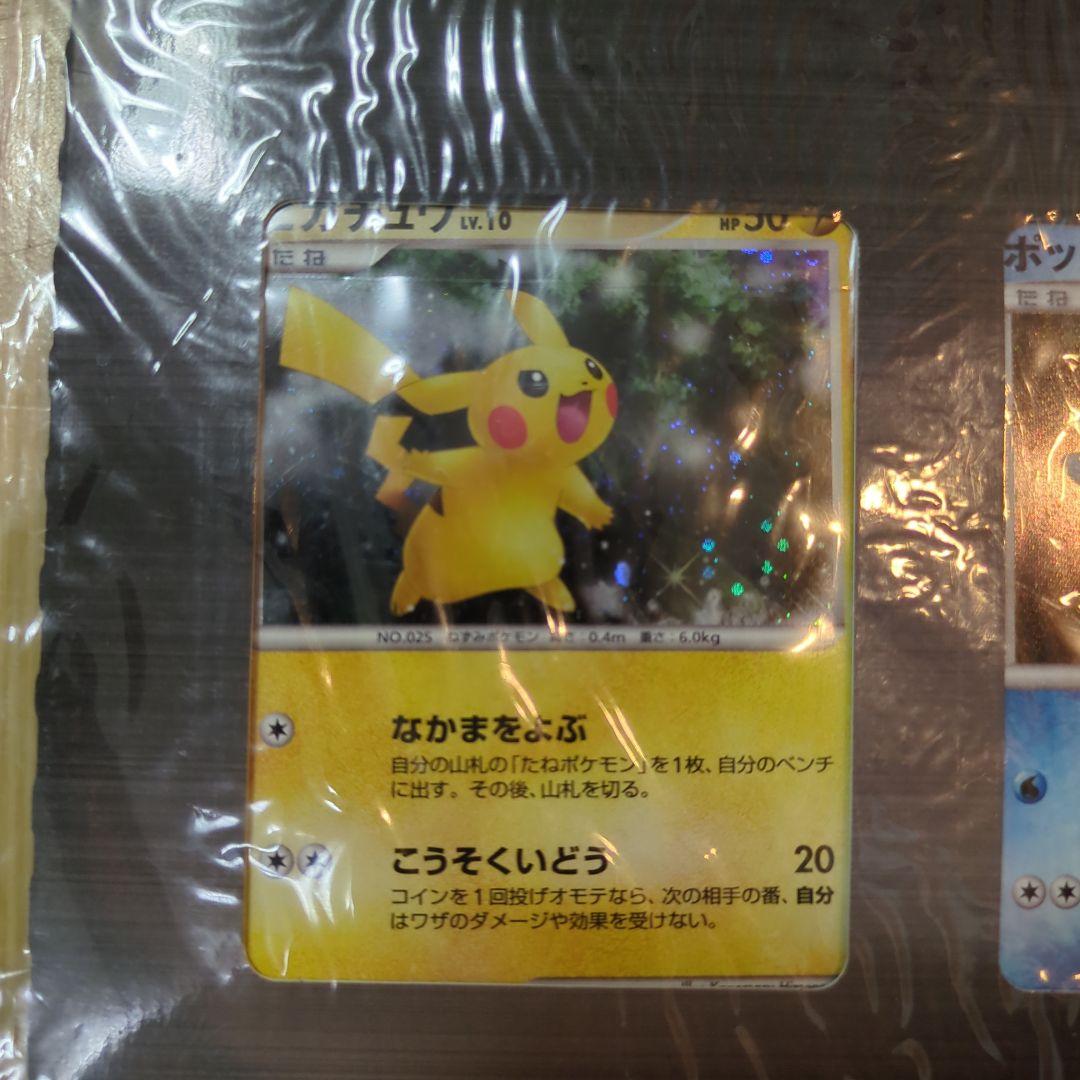 ピカチュウ LV.10 HP50
たね
NO.025 ねずみポケモン 高さ:0.4m 重さ:6.0kg
なかまをよぶ
自分の山札の「たねポケモン」を1枚、自分のベンチ
に出す。その後、山札を切る。
こうそくいどう 20
コインを1回投げオモテなら、次の相手の番、自分
はワザのダメージや効果を受けない。
ポッ
たね